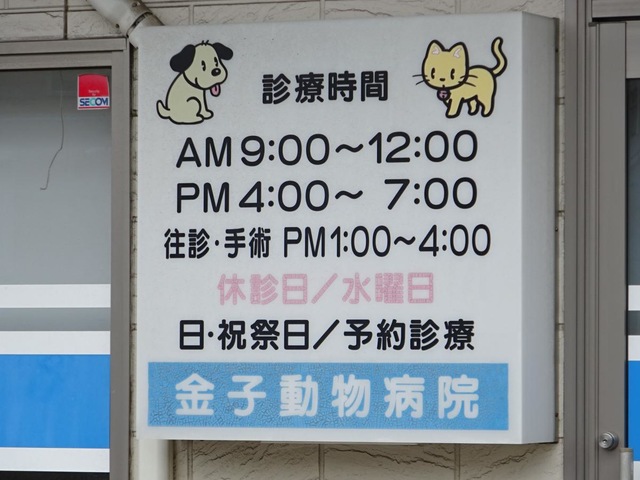 SECOM
診療時間
AM 9:00～12:00
PM 4:00～ 7:00
往診・手術 PM1:00～4:00
休診日／水曜日
日・祝祭日／予約診療
金子動物病院